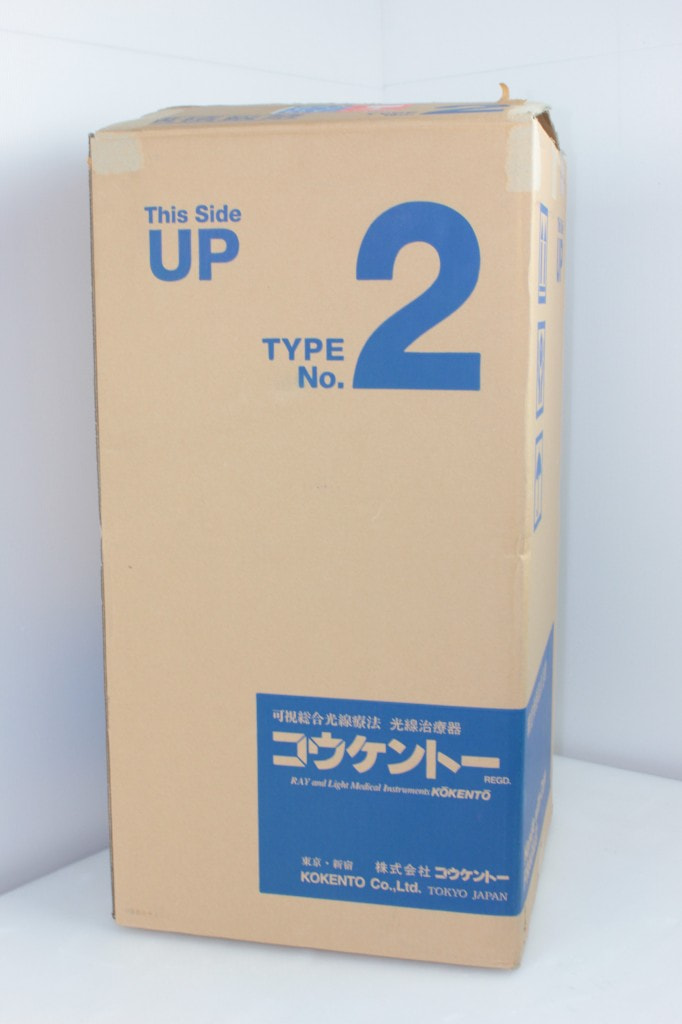 This Side
UP
2
TYPE
No.
可視総合光線療法 光線治療器
コウケントー
REGD.
RAY and Light Medical Instruments KŌKENTŌ
東京・新宿 株式会社 コウケントー
KOKENTO Co.,Ltd. TOKYO JAPAN